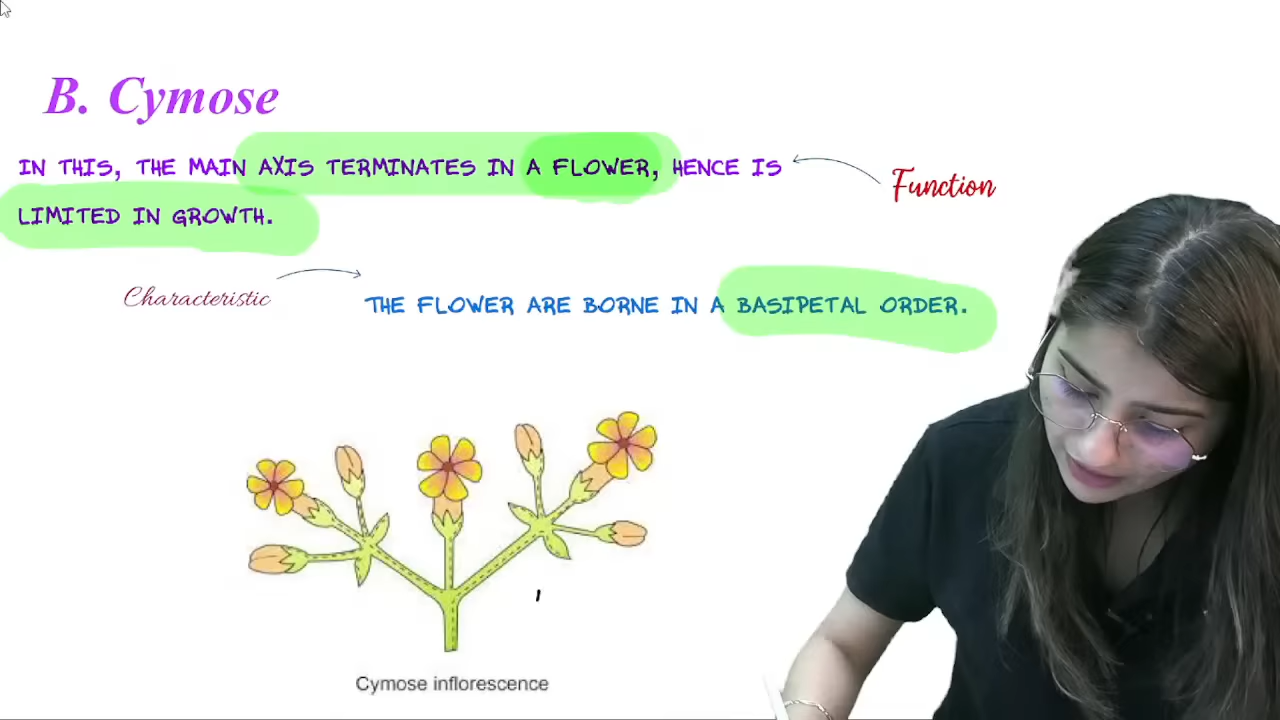 B. Cymose
IN THIS, THE MAIN AXIS TERMINATES IN A FLOWER, HENCE IS
LIMITED IN GROWTH.
Function
Characteristic
THE FLOWER ARE BORNE IN A BASIPETAL ORDER.
Cymose inflorescence